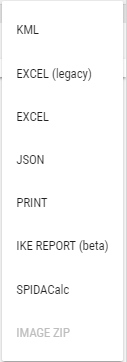 KML
EXCEL (legacy)
EXCEL
JSON
PRINT
IKE REPORT (beta)
SPIDACalc
IMAGE ZIP